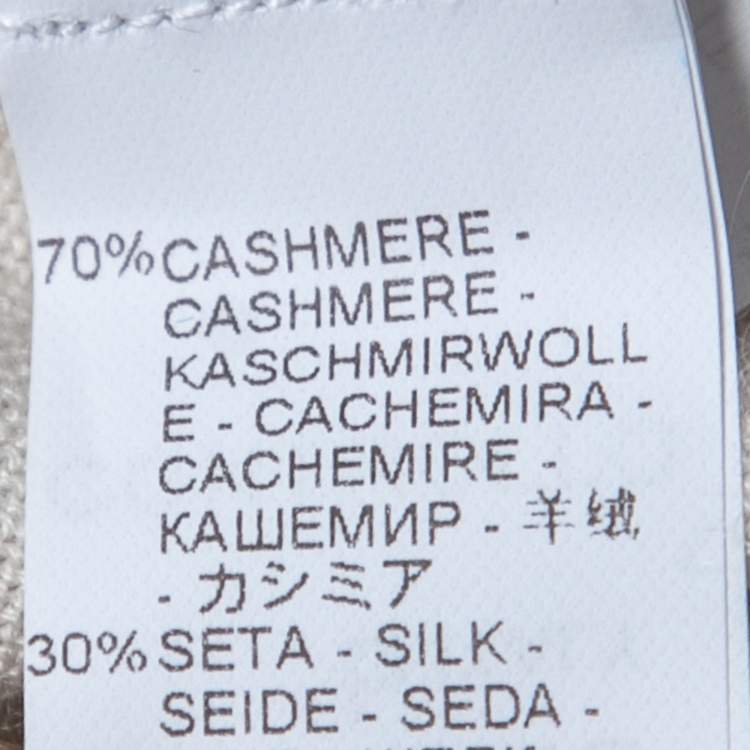 70% CASHMERE -
CASHMERE -
KASCHMIRWOLL
E - CACHEMIRA -
CACHEMIRE -
КАШЕМИР - 羊绒
- カシミア
30% SETA - SILK -
SEIDE - SEDA -